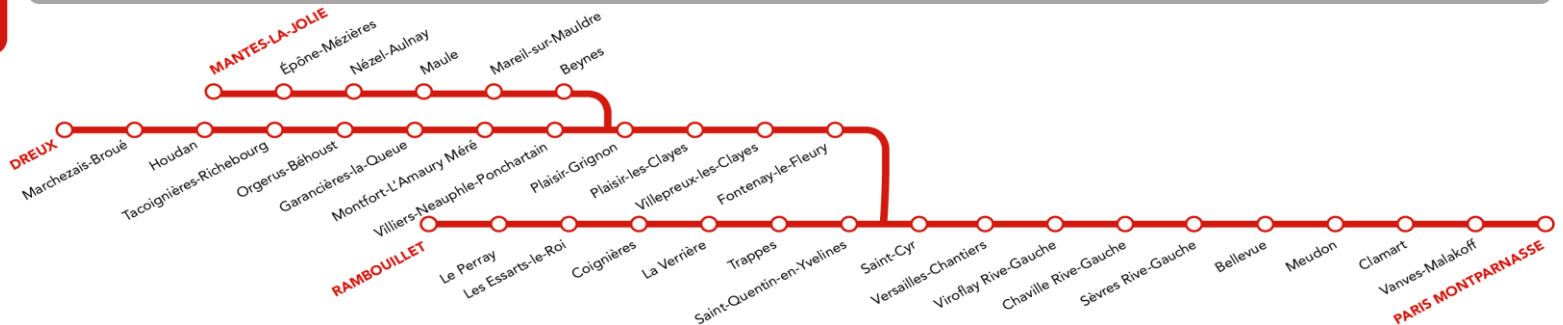 MANTES-LA-JOLIE
Épône-Mézières
Nézel-Aulnay
Maule
Mareil-sur-Mauldre
Beynes
DREUX
Marchezais-Broué
Houdan
Tacoignières-Richebourg
Orgerus-Béhoust
Garancières-la-Queue
Montfort-L'Amaury Méré
Villiers-Neauphle-Ponchartain
Plaisir-Grignon
Plaisir-les-Clayes
Villepreux-les-Clayes
Fontenay-le-Fleury
RAMBOUILLET
Le Perray
Les Essarts-le-Roi
Coignières
La Verrière
Trappes
Saint-Quentin-en-Yvelines
Saint-Cyr
Versailles-Chantiers
Viroflay Rive-Gauche
Chaville Rive-Gauche
Sèvres Rive-Gauche
Bellevue
Meudon
Clamart
Vanves-Malakoff
PARIS MONTPARNASSE